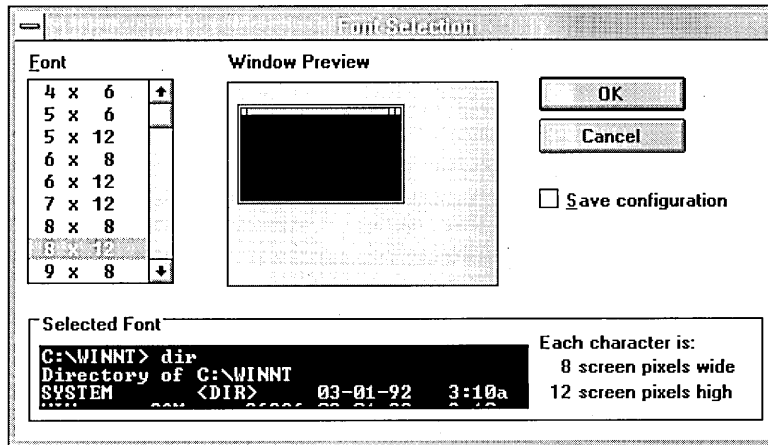 Font Selection
Font
4 x 6
5 x 6
5 x 12
6 x 8
6 x 12
7 x 12
8 x 8
8 x 12
9 x 8
Window Preview
OK
Cancel
Save configuration
Selected Font
C:\WINNT> dir
Directory of C:\WINNT
SYSTEM <DIR> 03-01-92 3:10a
Each character is:
8 screen pixels wide
12 screen pixels high